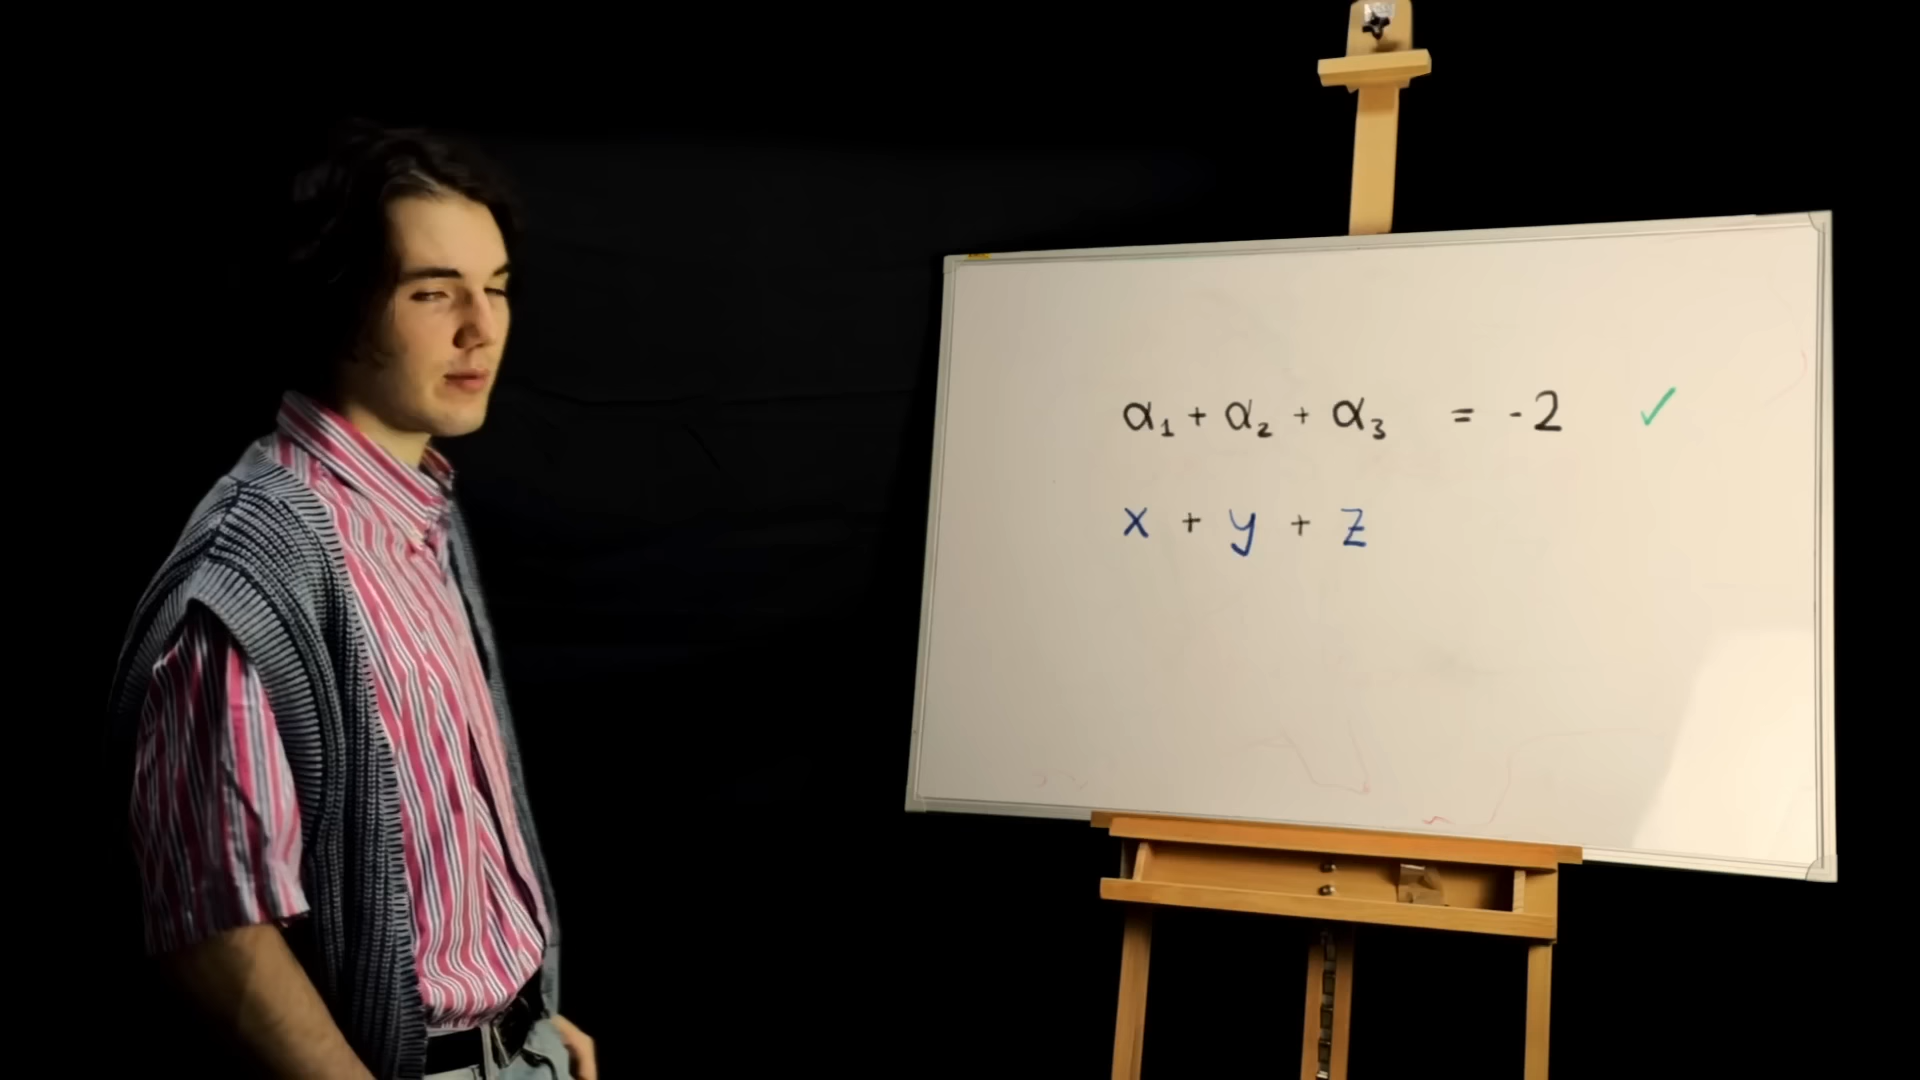 α₁ + α₂ + α₃ = -2 ✓
x + y + z